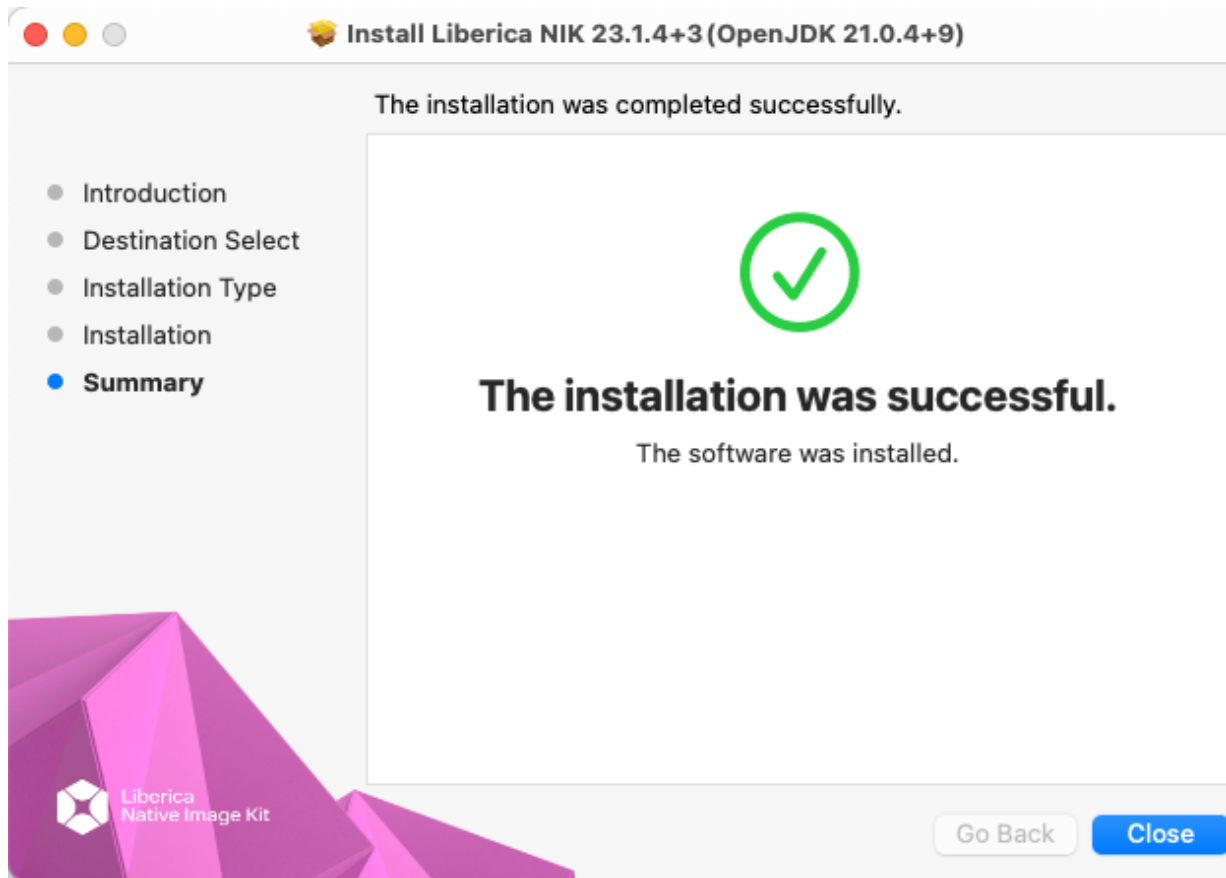 Install Liberica NIK 23.1.4+3(OpenJDK 21.0.4+9)
The installation was completed successfully.
Introduction
Destination Select
Installation Type
Installation
Summary
The installation was successful.
The software was installed.
Liberica
Native Image Kit
Go Back
Close